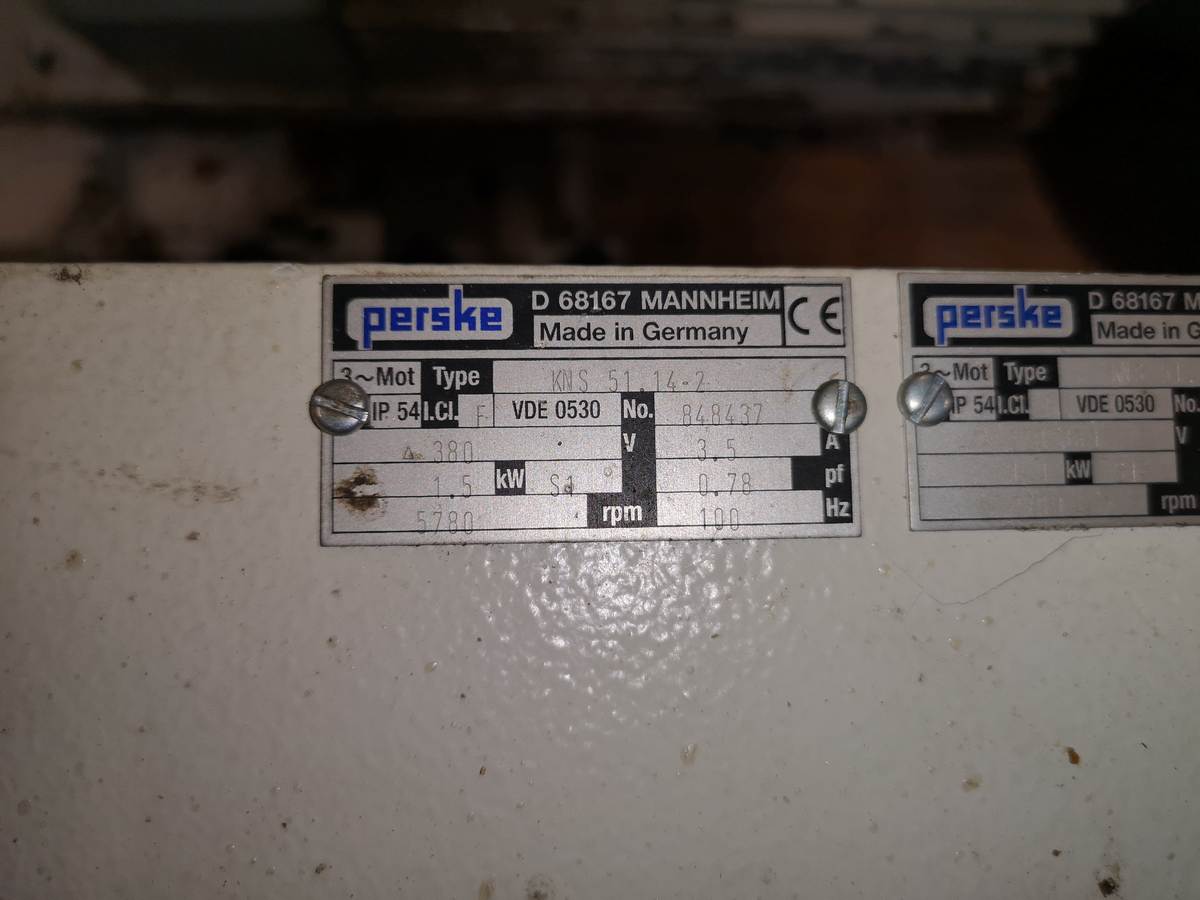 perske
D 68167 MANNHEIM
Made in Germany
CE
3~Mot Type KNS 51.14-2
IP 54 I.Cl. F VDE 0530 No. 848437
Δ 380 V 3.5 A
1.5 kW S1 0.78 pf
5780 rpm 100 Hz
perske
D 68167 M
Made in G
3~Mot Type
IP 54 I.Cl. VDE 0530 No.
V
kW
rpm